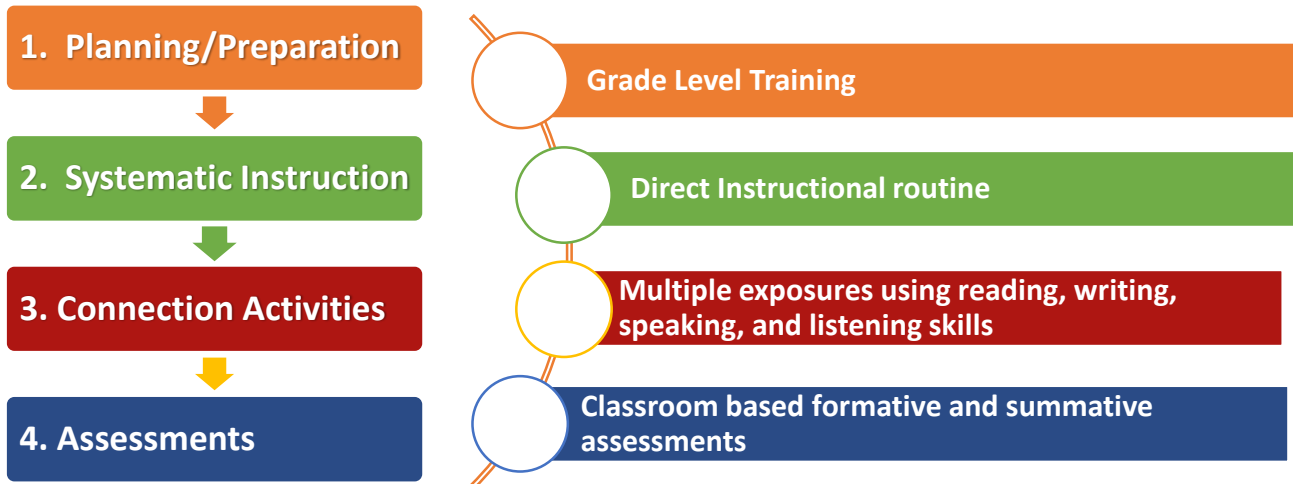 1. Planning/Preparation
Grade Level Training
2. Systematic Instruction
Direct Instructional routine
3. Connection Activities
Multiple exposures using reading, writing,
speaking, and listening skills
4. Assessments
Classroom based formative and summative
assessments